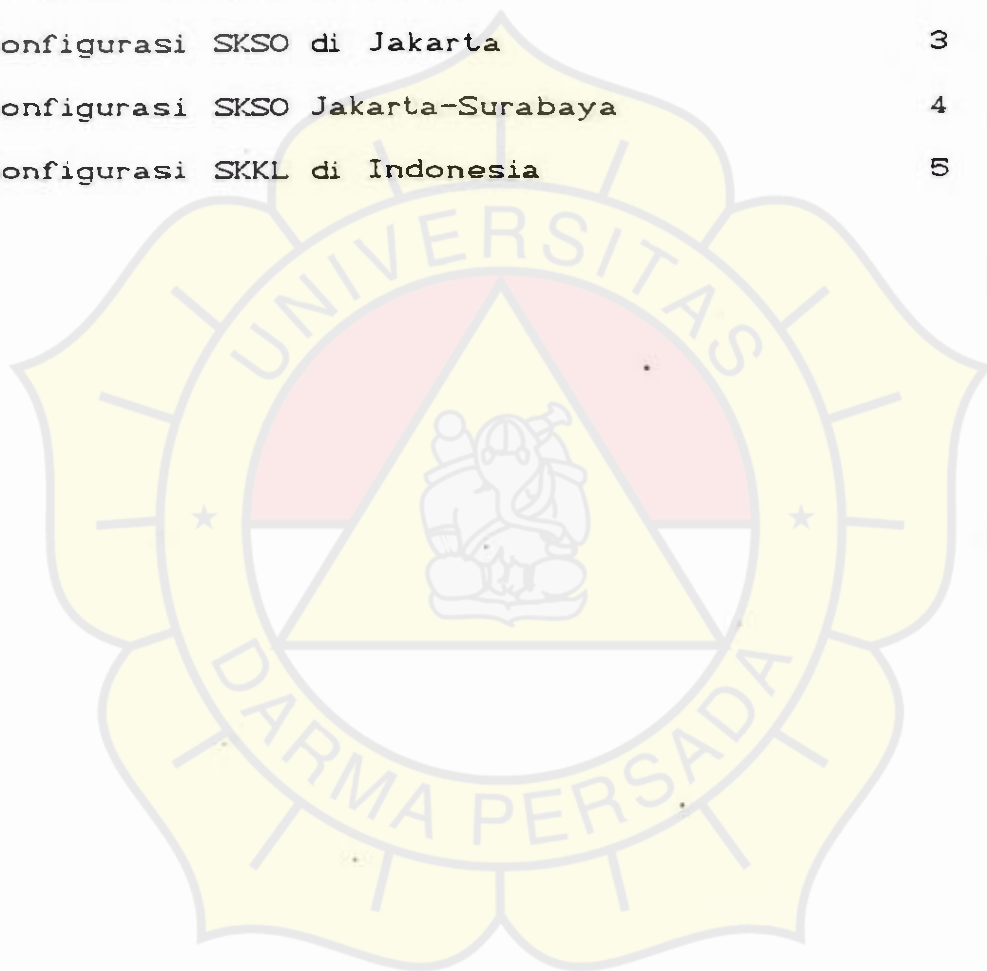 onfigurasi SKSO di Jakarta 3
onfigurasi SKSO Jakarta-Surabaya 4
onfigurasi SKKL di Indonesia 5
UNIVERSITAS
DARMA PERSADA